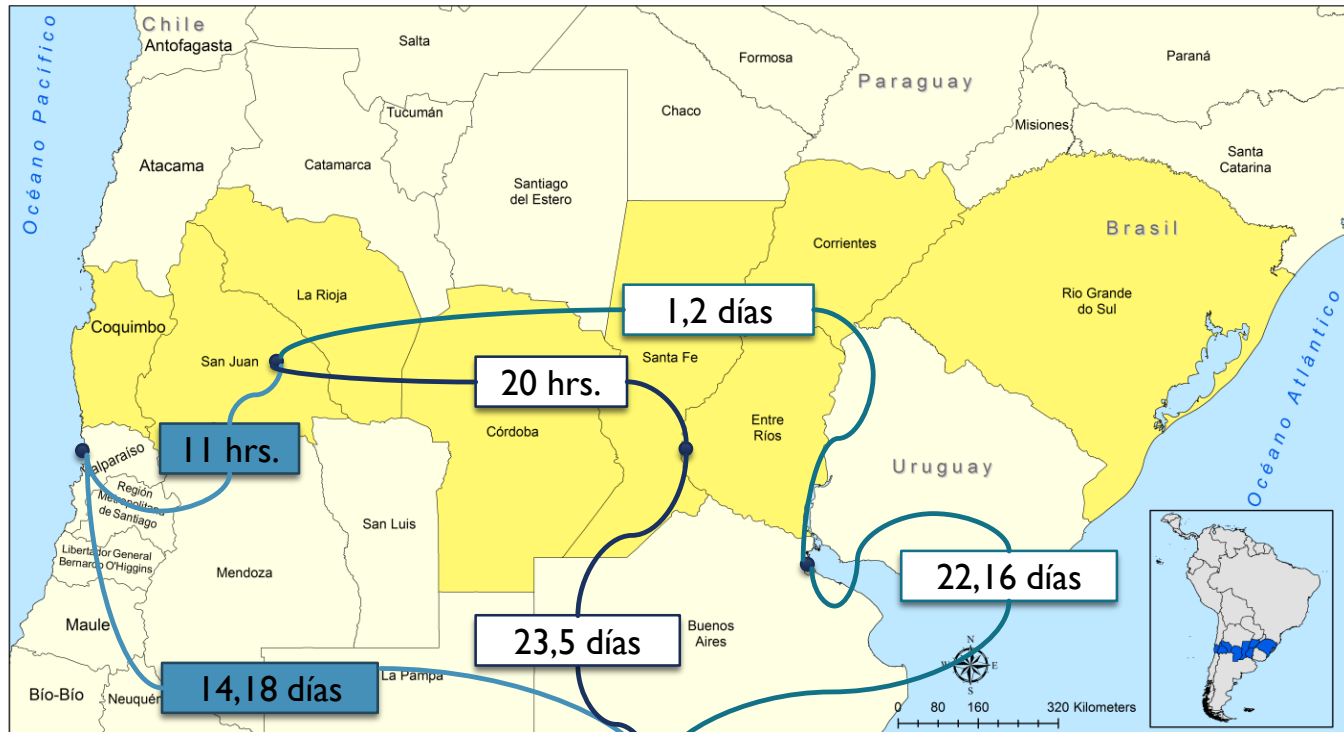 Chile
Antofagasta
Salta
Formosa
Paraguay
Paraná
Océano Pacífico
Tucumán
Chaco
Misiones
Atacama
Catamarca
Santa
Catarina
Santiago
del Estero
Brasil
Corrientes
La Rioja
Rio Grande
do Sul
Coquimbo
1,2 días
San Juan
Santa Fe
20 hrs.
Océano Atlántico
Entre
Ríos
Córdoba
11 hrs.
Valparaíso
Uruguay
Región
Metropolitana
de Santiago
San Luis
Libertador General
Bernardo O'Higgins
Mendoza
22,16 días
Maule
23,5 días
Buenos
Aires
N
W
E
S
La Pampa
14,18 días
Bío-Bío
Neuquén
0 80 160 320 Kilometers